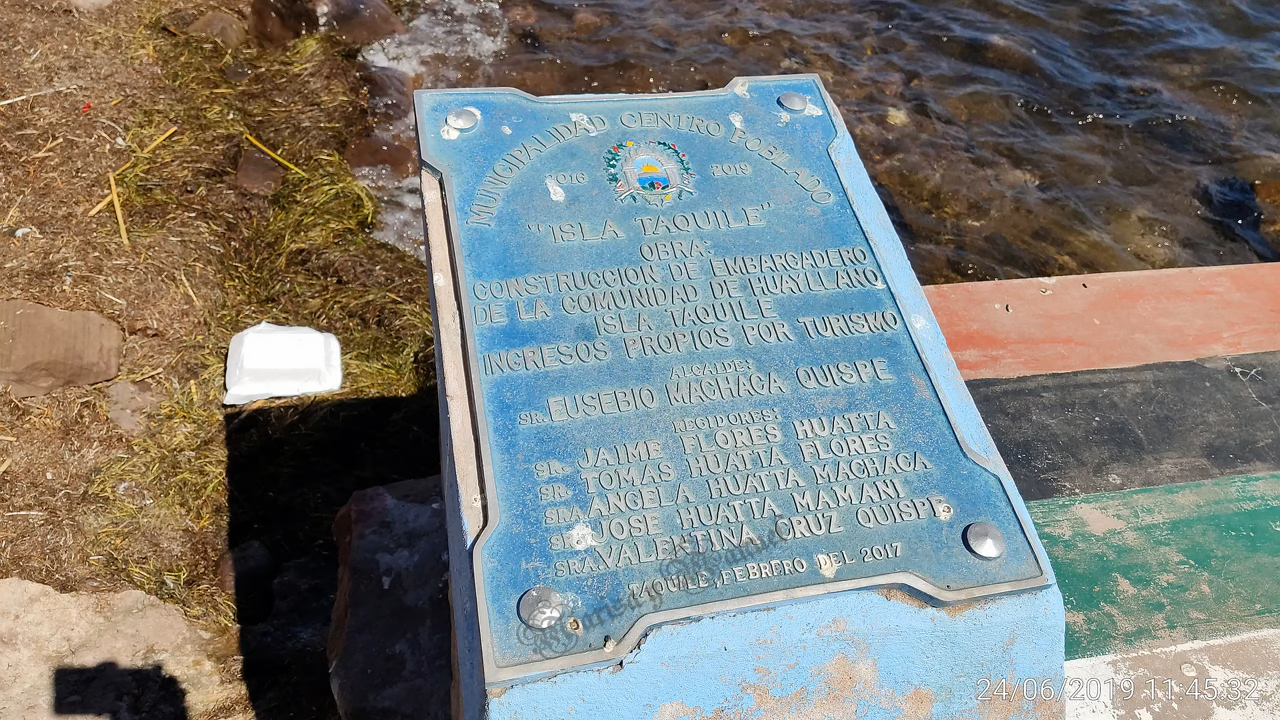 MUNICIPALIDAD CENTRO POBLADO
2016 2019
"ISLA TAQUILE"
OBRA:
CONSTRUCCION DE EMBARCADERO
DE LA COMUNIDAD DE HUAYLLANO
ISLA TAQUILE
INGRESOS PROPIOS POR TURISMO
ALCALDE:
SR. EUSEBIO MACHACA QUISPE
REGIDORES:
SR. JAIME FLORES HUATTA
SR. TOMAS HUATTA FLORES
SRA. ANGELA HUATTA MACHACA
SR. JOSE HUATTA MAMANI
SRA. VALENTINA CRUZ QUISPE
TAQUILE, FEBRERO DEL 2017
24/06/2019 11:45:32